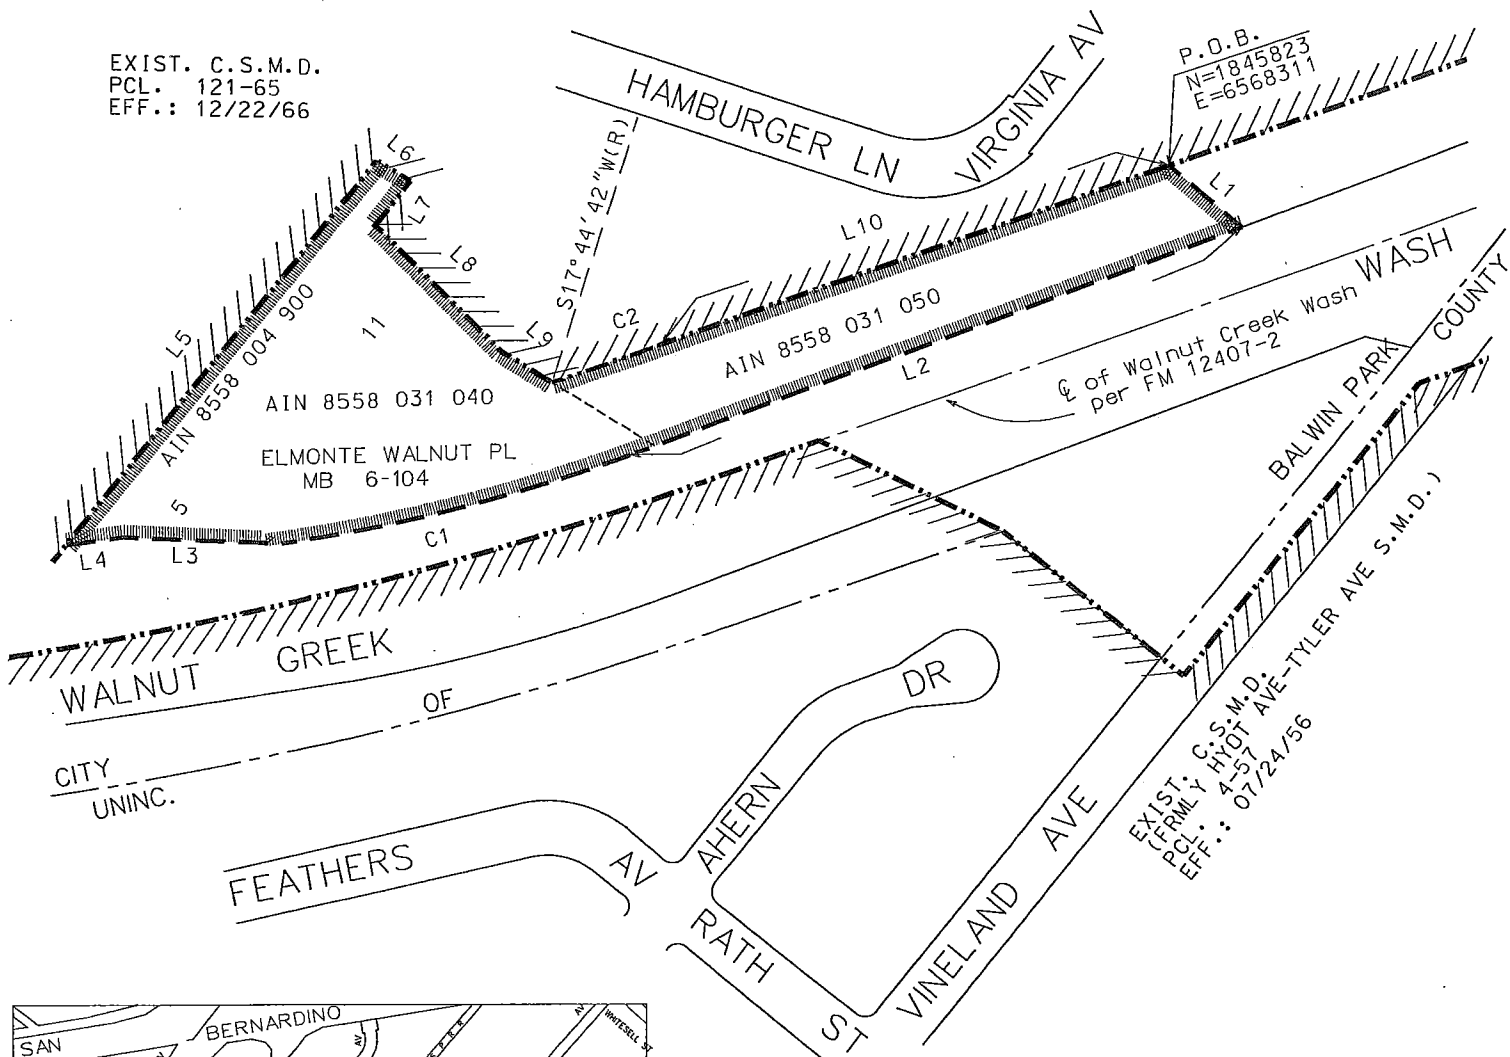 EXIST. C.S.M.D.
PCL. 121-65
EFF.: 12/22/66
HAMBURGER LN
VIRGINIA AV
P.O.B.
N=1845823
E=6568311
L6
L7
L8
L9
L5
S17°44'42"W(R)
C2
L10
L1
AIN 8558 004 900
11
AIN 8558 031 040
ELMONTE WALNUT PL
MB 6-104
5
AIN 8558 031 050
L2
L4
L3
C1
℄ of Walnut Creek Wash
per FM 12407-2
WASH
BALWIN PARK
COUNTY
WALNUT GREEK
CITY
OF
UNINC.
FEATHERS AV
AHERN DR
RATH ST
VINELAND AVE
EXIST. C.S.M.D.
(FRMLY HYOT AVE-TYLER AVE S.M.D.)
PCL. 4-57
EFF.: 07/24/56
SAN BERNARDINO
AV
S P R R
AV
WHITESELL ST